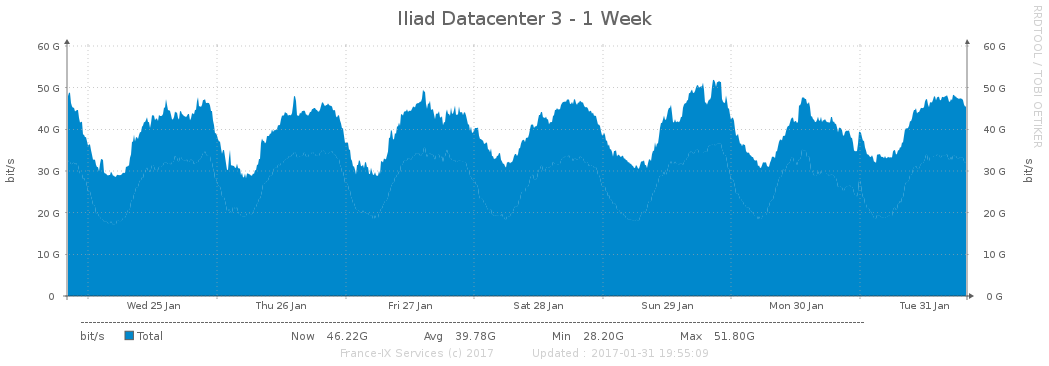 Iliad Datacenter 3 - 1 Week
RRDTOOL / TOBI OETIKER
60 G 60 G
50 G 50 G
40 G 40 G
30 G 30 G
20 G 20 G
10 G 10 G
0 0 G
bit/s
bit/s
Wed 25 Jan Thu 26 Jan Fri 27 Jan Sat 28 Jan Sun 29 Jan Mon 30 Jan Tue 31 Jan
bit/s Total Now 46.22G Avg 39.78G Min 28.20G Max 51.80G
France-IX Services (c) 2017 Updated : 2017-01-31 19:55:09